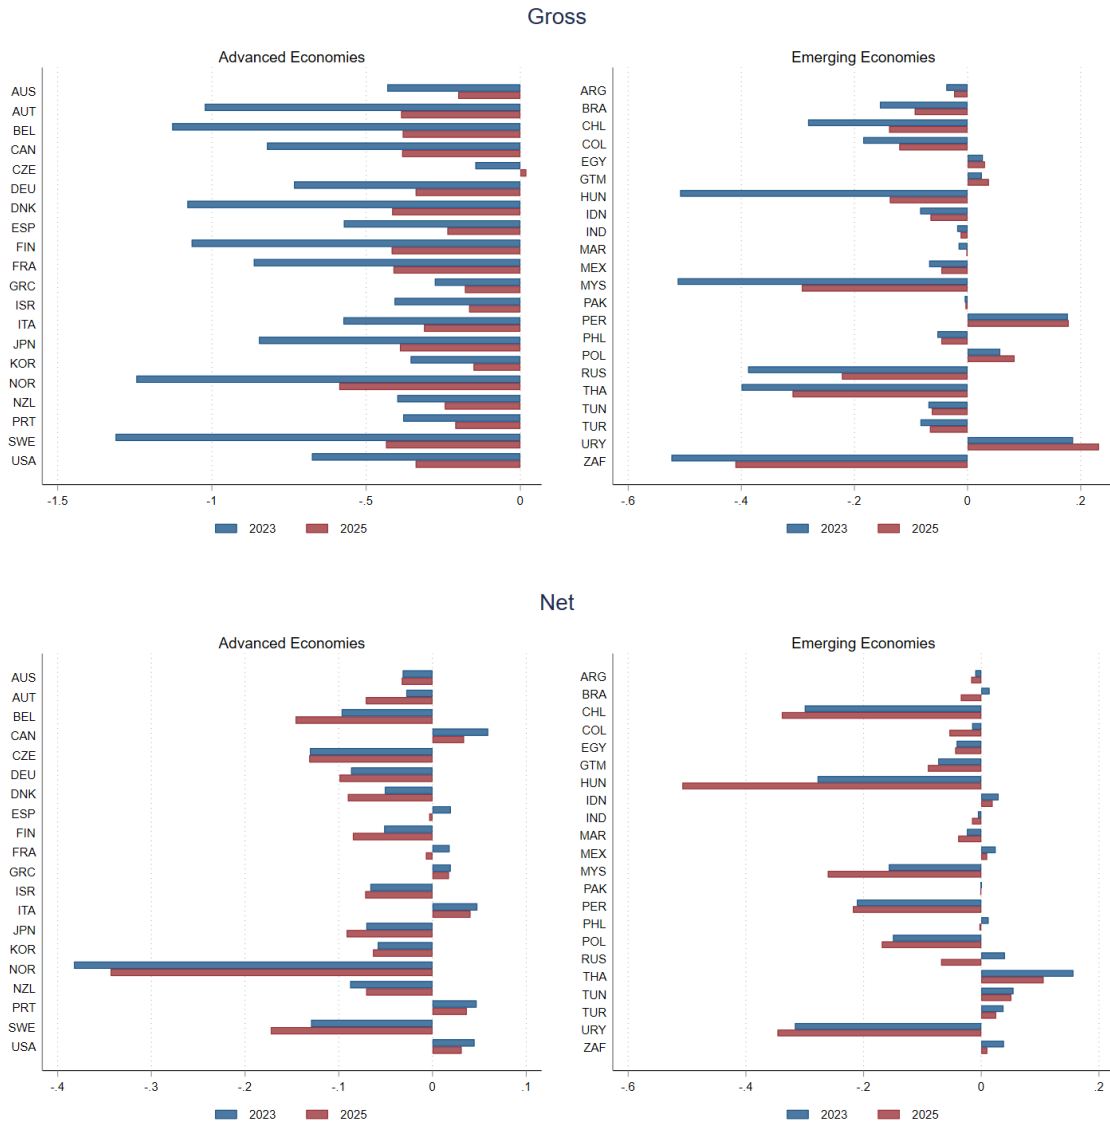 Gross
Advanced Economies
AUS
AUT
BEL
CAN
CZE
DEU
DNK
ESP
FIN
FRA
GRC
ISR
ITA
JPN
KOR
NOR
NZL
PRT
SWE
USA
-1.5 -1 -.5 0
2023 2025
Emerging Economies
ARG
BRA
CHL
COL
EGY
GTM
HUN
IDN
IND
MAR
MEX
MYS
PAK
PER
PHL
POL
RUS
THA
TUN
TUR
URY
ZAF
-.6 -.4 -.2 0 .2
2023 2025
Net
Advanced Economies
AUS
AUT
BEL
CAN
CZE
DEU
DNK
ESP
FIN
FRA
GRC
ISR
ITA
JPN
KOR
NOR
NZL
PRT
SWE
USA
-.4 -.3 -.2 -.1 0 .1
2023 2025
Emerging Economies
ARG
BRA
CHL
COL
EGY
GTM
HUN
IDN
IND
MAR
MEX
MYS
PAK
PER
PHL
POL
RUS
THA
TUN
TUR
URY
ZAF
-.6 -.4 -.2 0 .2
2023 2025